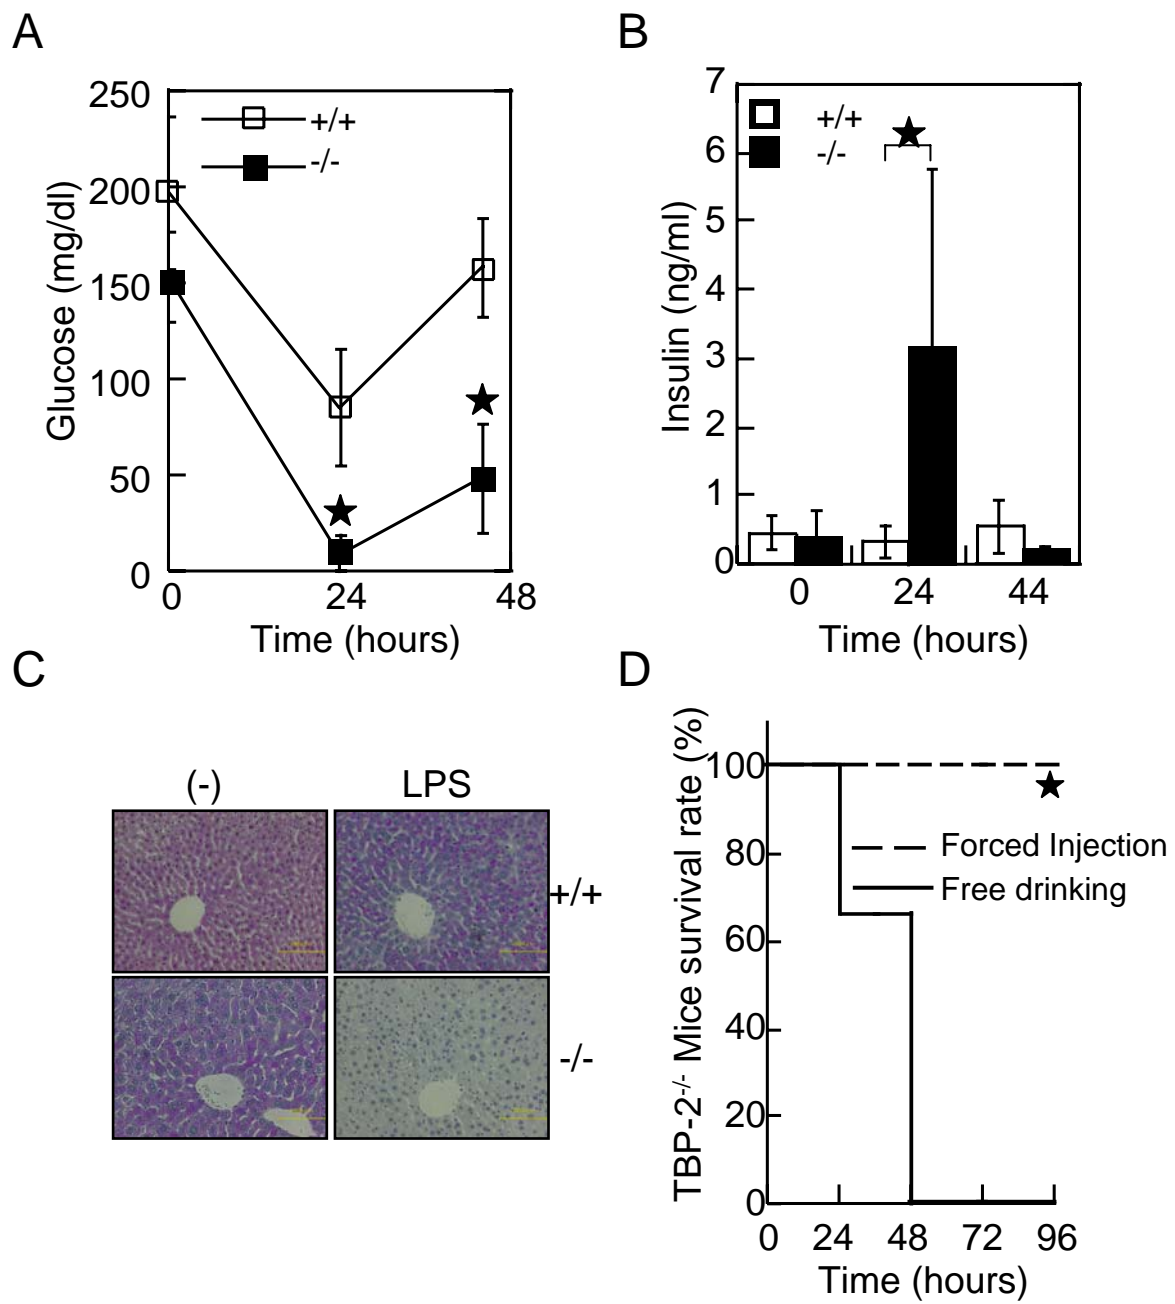 A
Glucose (mg/dl)
250
200
150
100
50
0
+/+
-/-
0 24 48
Time (hours)
B
Insulin (ng/ml)
7
6
5
4
3
2
1
0
+/+
-/-
0 24 44
Time (hours)
C
(-) LPS
+/+
-/-
D
TBP-2-/- Mice survival rate (%)
100
80
60
40
20
0
Forced Injection
Free drinking
0 24 48 72 96
Time (hours)